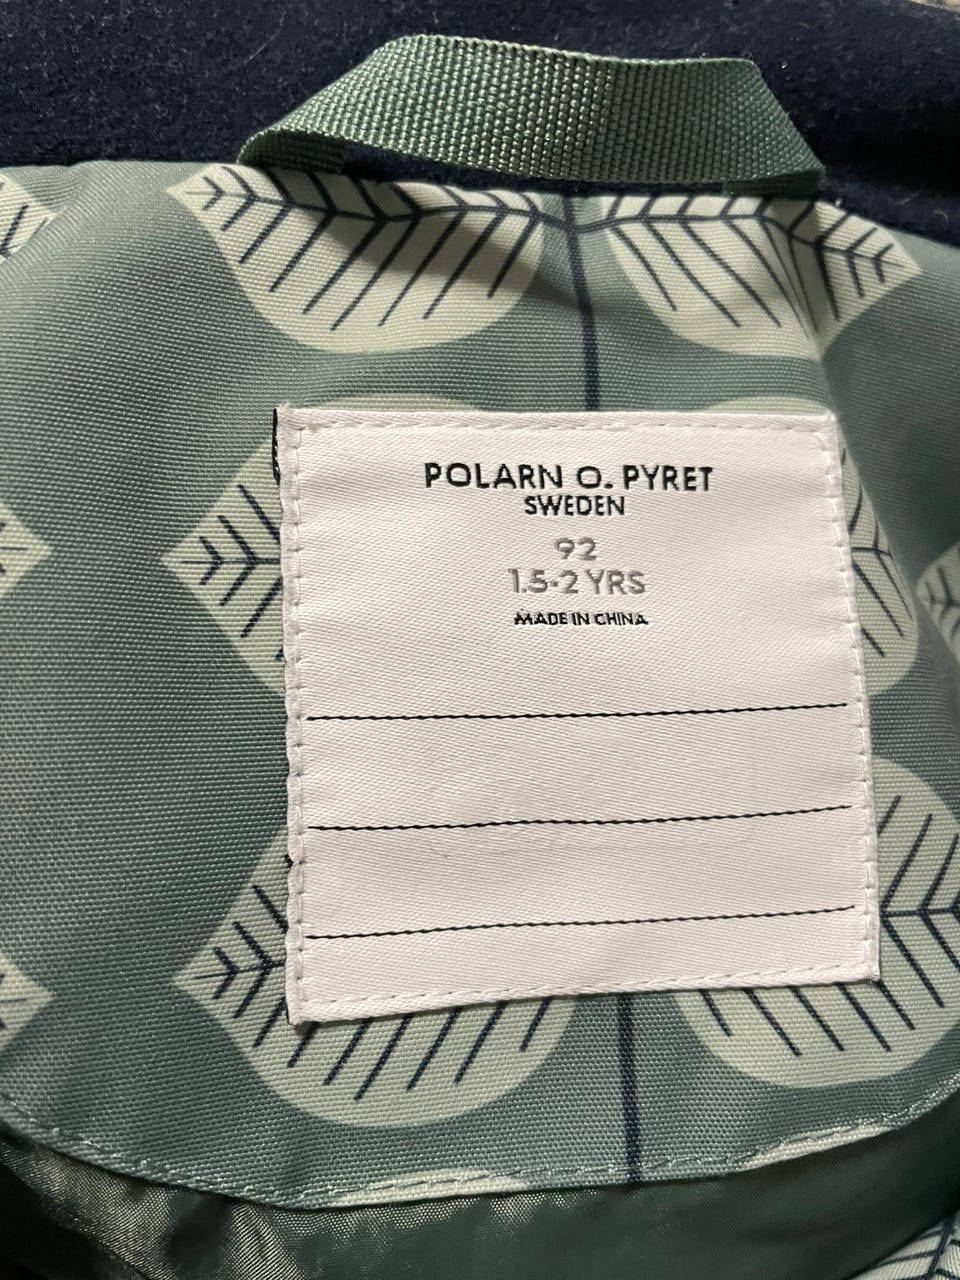 POLARN O. PYRET
SWEDEN
92
1.5-2 YRS
MADE IN CHINA